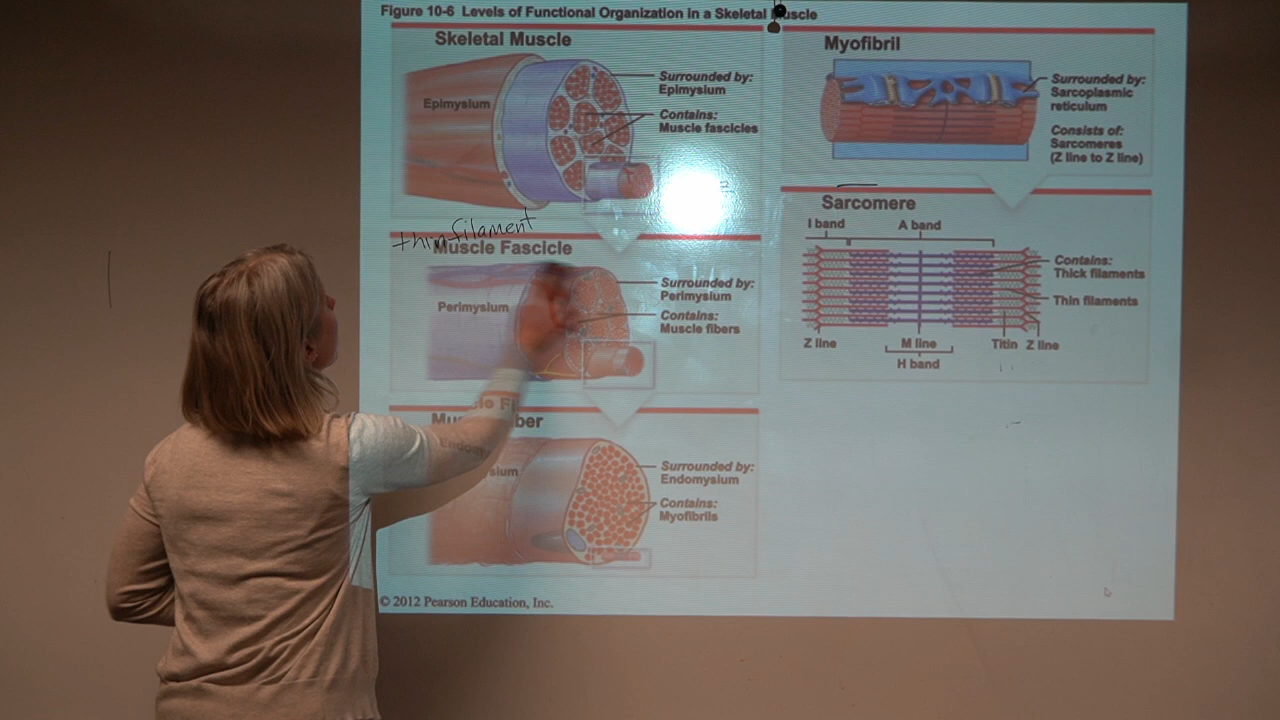 Figure 10-6 Levels of Functional Organization in a Skeletal Muscle
Skeletal Muscle
Epimysium
Surrounded by:
Epimysium
Contains:
Muscle fascicles
thin filament
Muscle Fascicle
Perimysium
Surrounded by:
Perimysium
Contains:
Muscle fibers
Surrounded by:
Endomysium
Contains:
Myofibrils
© 2012 Pearson Education, Inc.
Myofibril
Surrounded by:
Sarcoplasmic
reticulum
Consists of:
Sarcomeres
(Z line to Z line)
Sarcomere
I band
A band
Contains:
Thick filaments
Thin filaments
Z line
M line
Titin
Z line
H band